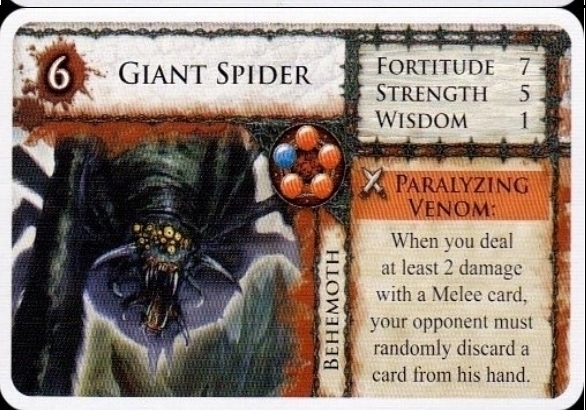 6
GIANT SPIDER
FORTITUDE 7
STRENGTH 5
WISDOM 1
BEHEMOTH
PARALYZING
VENOM:
When you deal
at least 2 damage
with a Melee card,
your opponent must
randomly discard a
card from his hand.